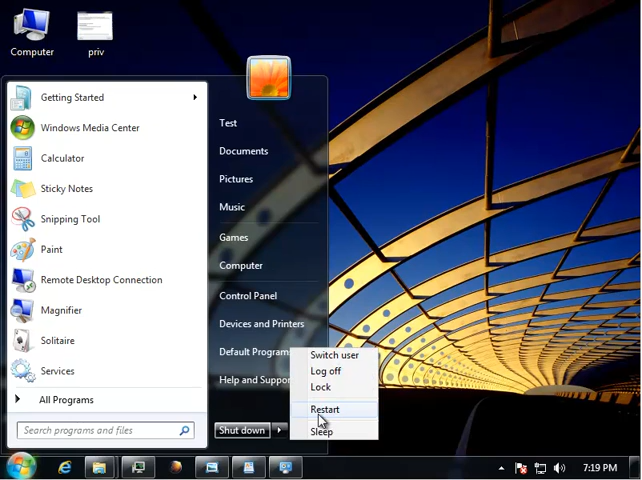 Computer
priv
Getting Started
Windows Media Center
Calculator
Sticky Notes
Snipping Tool
Paint
Remote Desktop Connection
Magnifier
Solitaire
Services
All Programs
Search programs and files
Test
Documents
Pictures
Music
Games
Computer
Control Panel
Devices and Printers
Default Programs
Help and Suppor
Shut down
Switch user
Log off
Lock
Restart
Sleep
7:19 PM